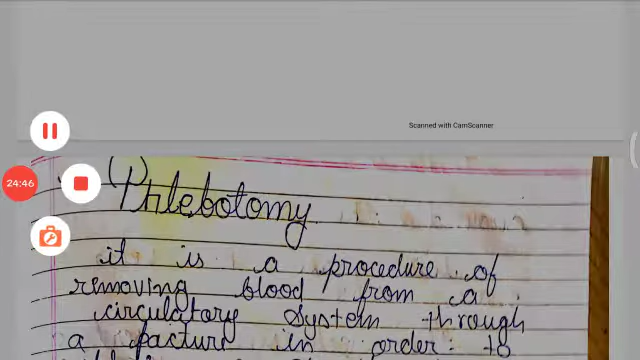 Scanned with CamScanner
24:46
Phlebotomy
it is a procedure of
removing blood from a
circulatory System through
a facture in order to